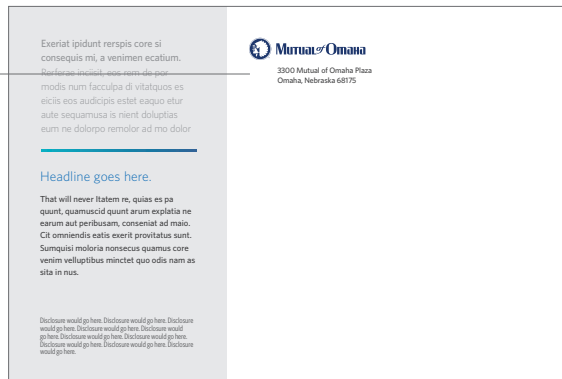 Exeriat ipidunt rerspis core si
consequis mi, a venimen ecatium.
Rorforae inciisit, eos rem de por
modis num facculpa di vitatquos es
eiciis eos audicipis estet eaquo etur
aute sequamusa is nient doluptias
eum ne dolorpo remolor ad mo dolor
Headline goes here.
That will never Itatem re, quias es pa
quunt, quamuscid quunt arum explatia ne
earum aut peribusam, conseniat ad maio.
Cit omniendis eatis exerit provitatus sunt.
Sumquisi moloria nonsecus quamus core
venim velluptibus minctet quo odis nam as
sita in nus.
Disclosure would go here. Disclosure would go here. Disclosure
would go here. Disclosure would go here. Disclosure would
go here. Disclosure would go here. Disclosure would go here.
Disclosure would go here. Disclosure would go here. Disclosure
would go here.
Mutual of Omaha
3300 Mutual of Omaha Plaza
Omaha, Nebraska 68175